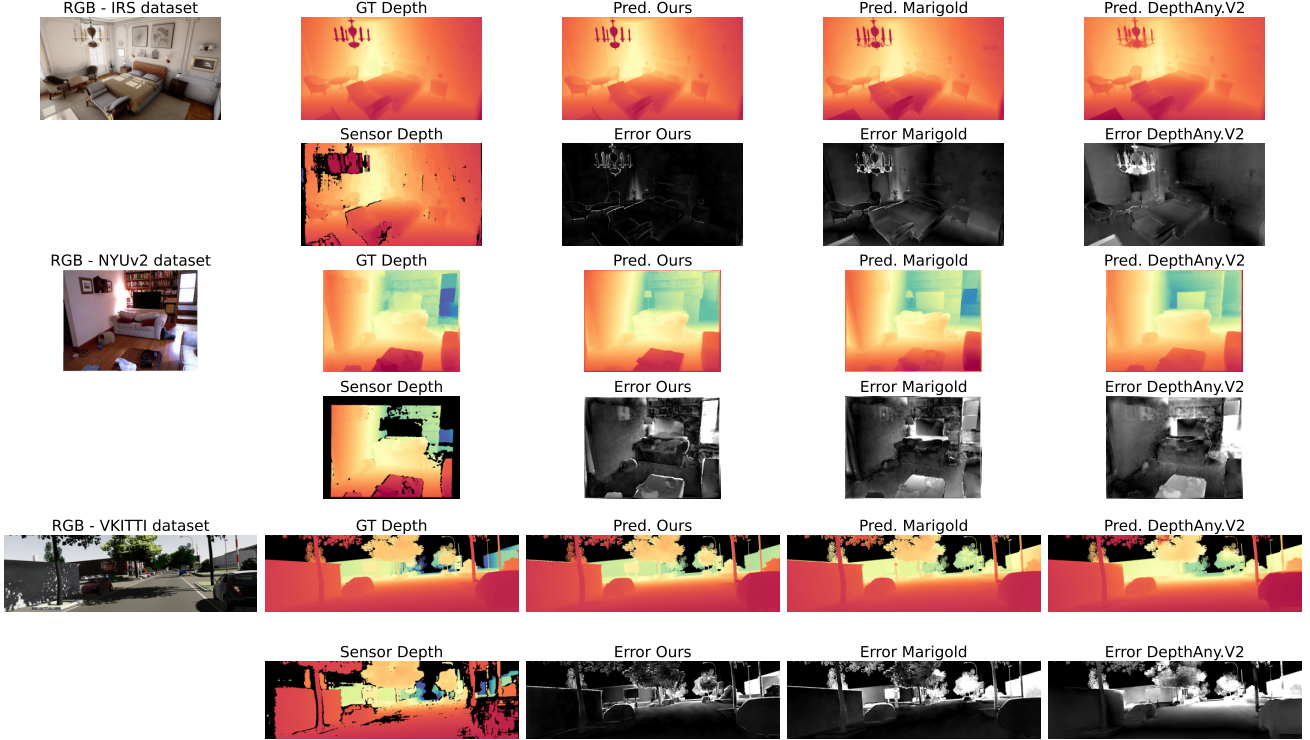 RGB - IRS dataset
GT Depth
Pred. Ours
Pred. Marigold
Pred. DepthAny.V2
Sensor Depth
Error Ours
Error Marigold
Error DepthAny.V2
RGB - NYUv2 dataset
GT Depth
Pred. Ours
Pred. Marigold
Pred. DepthAny.V2
Sensor Depth
Error Ours
Error Marigold
Error DepthAny.V2
RGB - VKITTI dataset
GT Depth
Pred. Ours
Pred. Marigold
Pred. DepthAny.V2
Sensor Depth
Error Ours
Error Marigold
Error DepthAny.V2